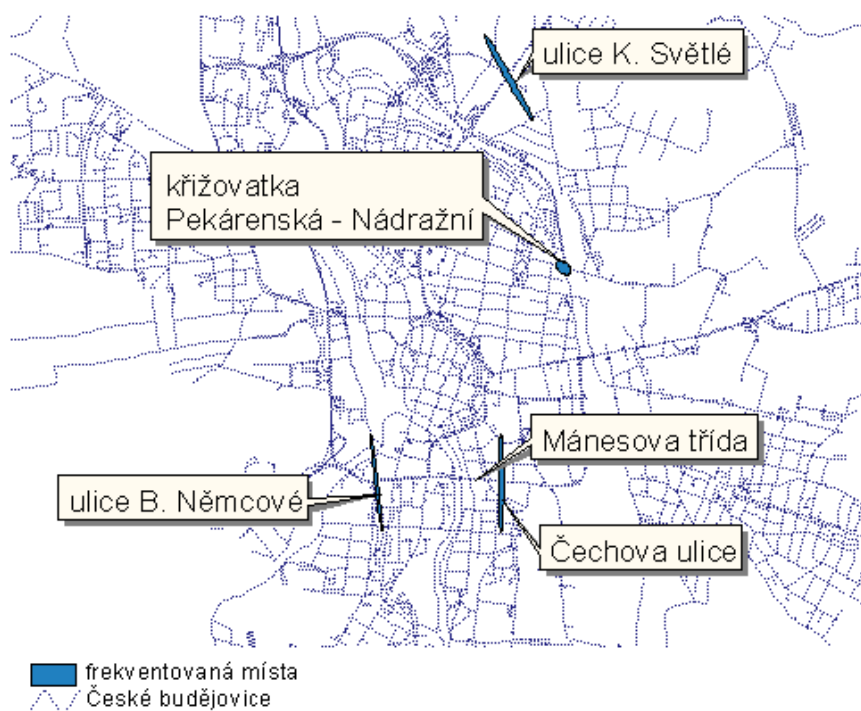 ulice K. Světlé
křižovatka
Pekárenská - Nádražní
Mánesova třída
ulice B. Němcové
Čechova ulice
frekventovaná místa
České budějovice